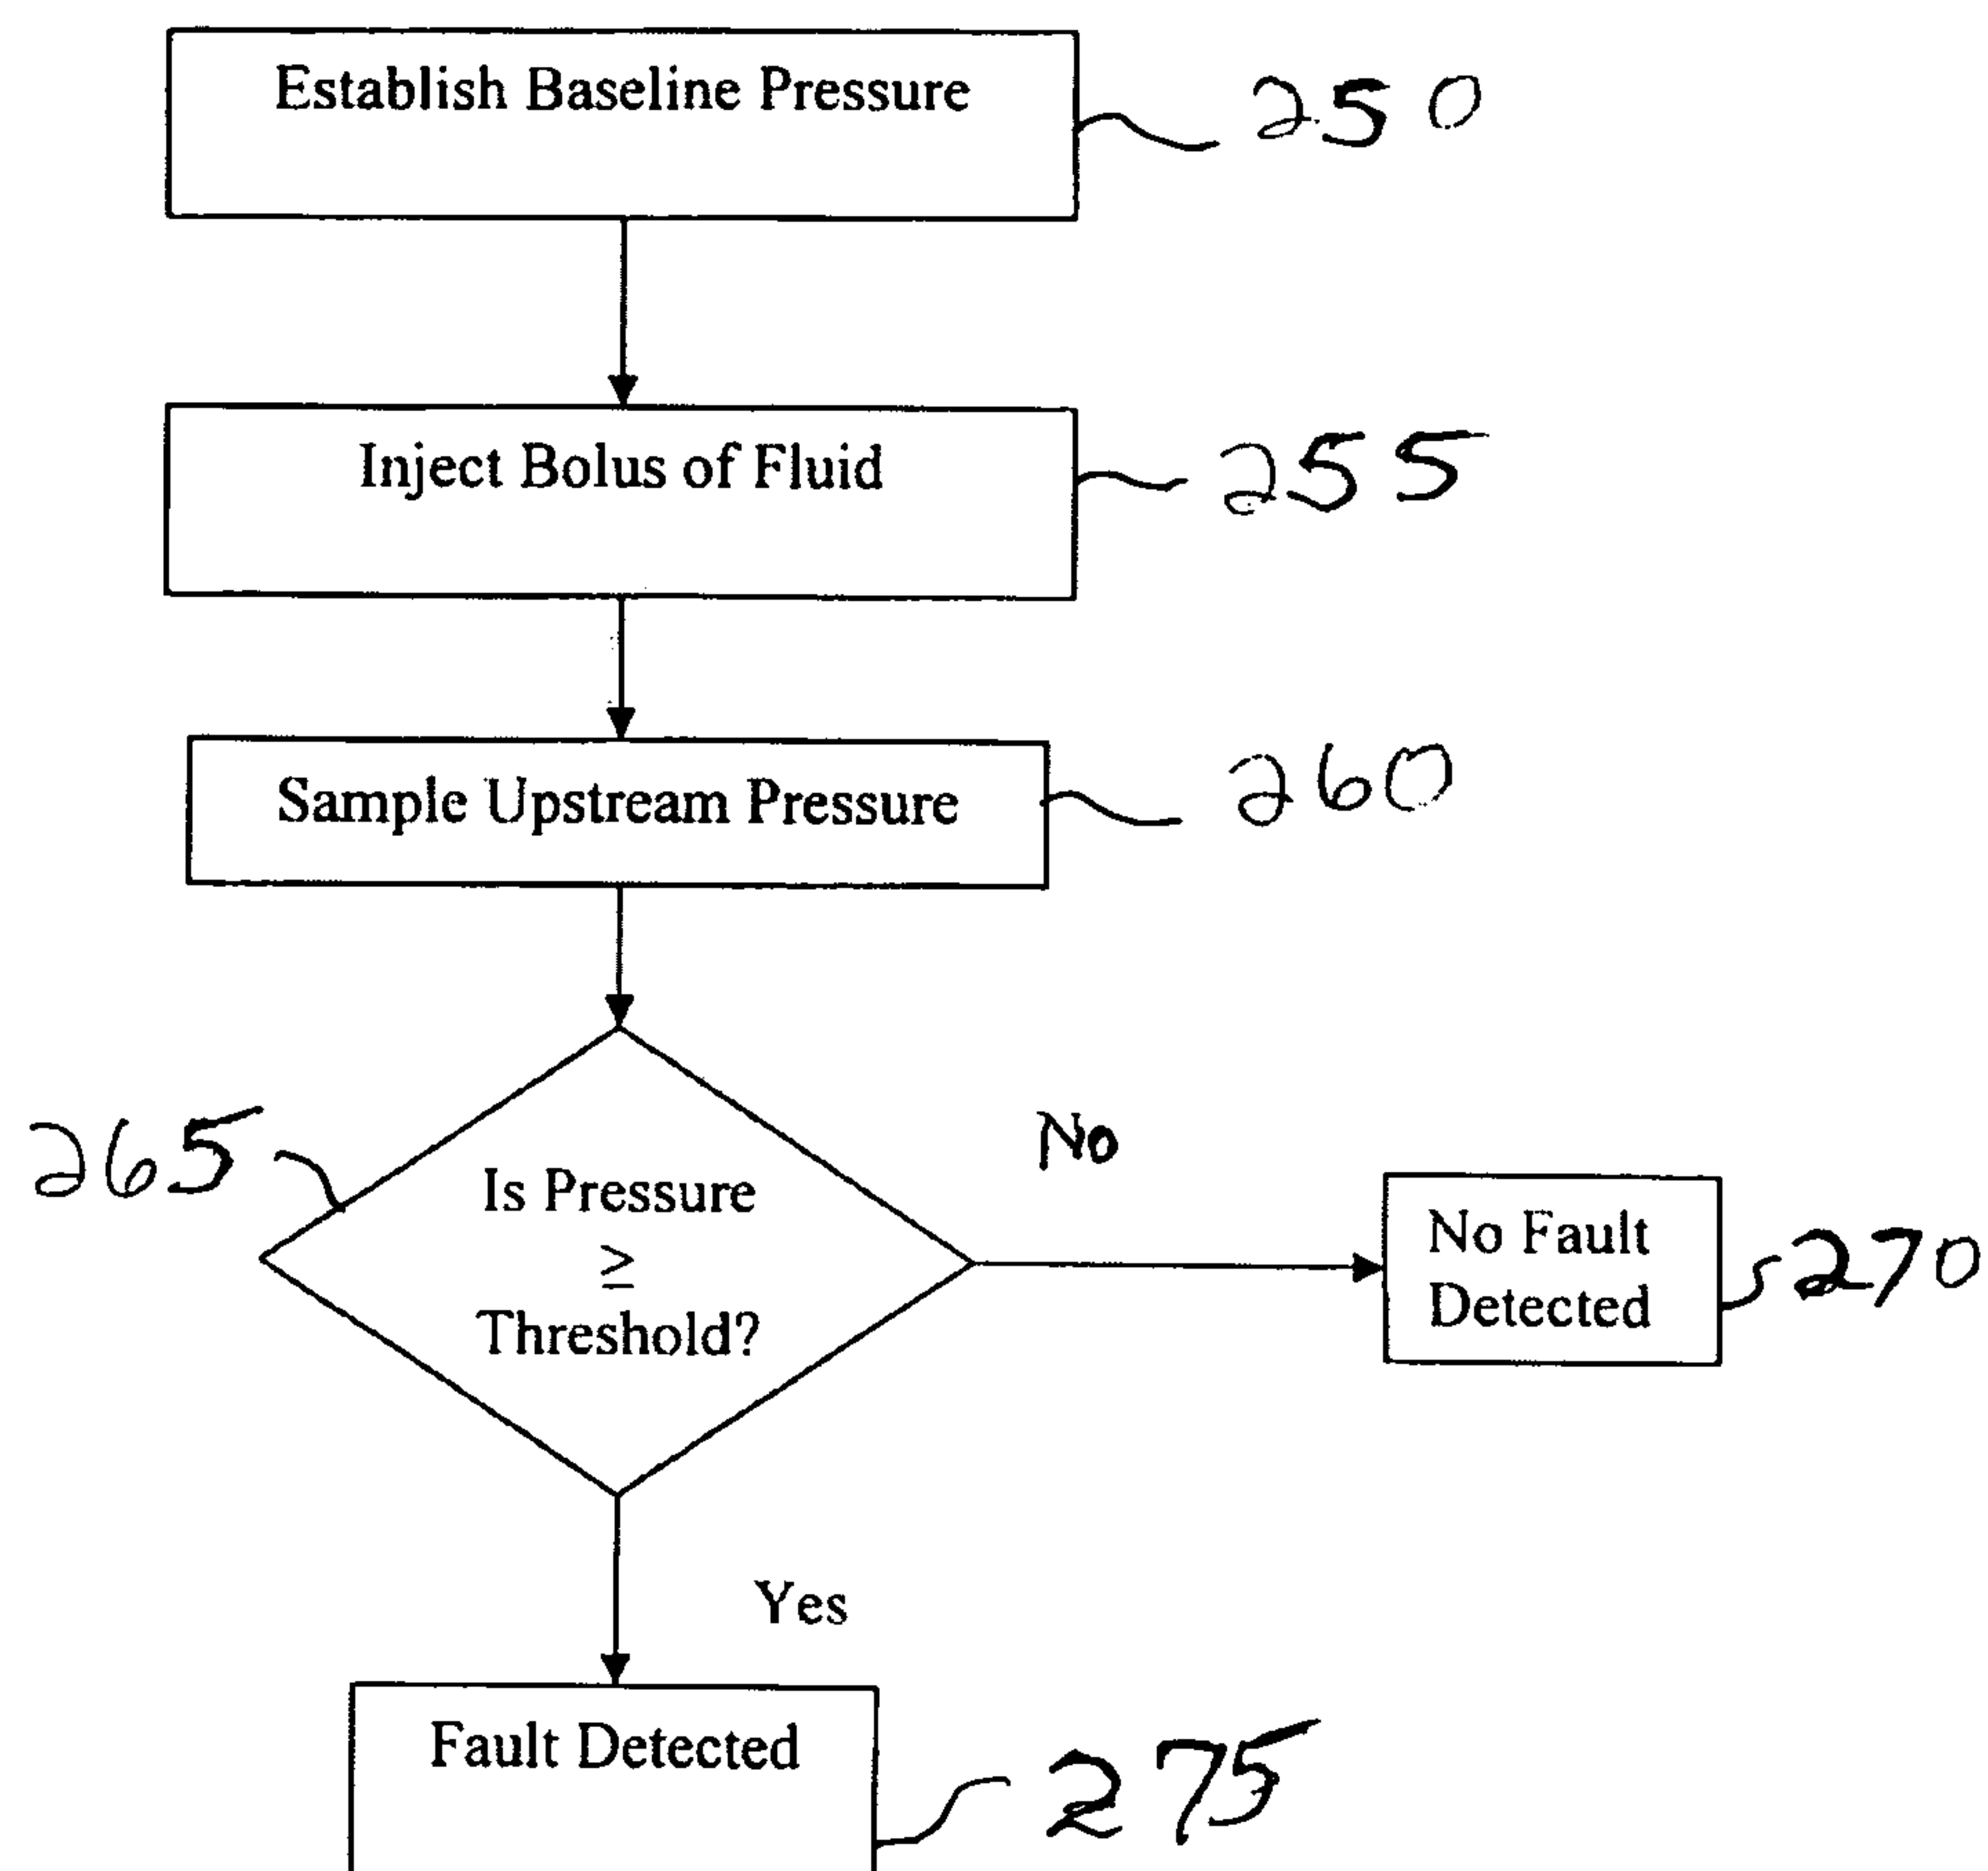 Establish Baseline Pressure
250
Inject Bolus of Fluid
255
Sample Upstream Pressure
260
265
Is Pressure
≥
Threshold?
No
No Fault
Detected
270
Yes
Fault Detected
275